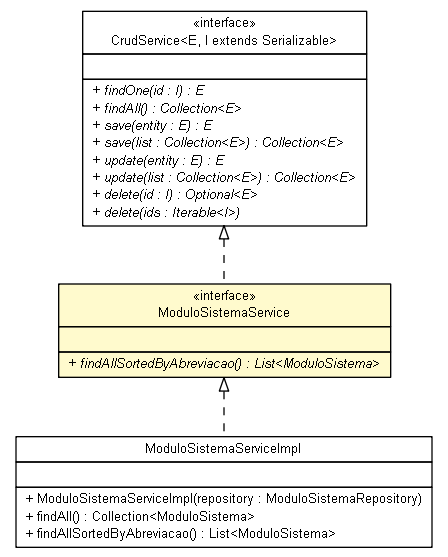 «interface»
CrudService<E, I extends Serializable>
+ findOne(id : I) : E
+ findAll() : Collection<E>
+ save(entity : E) : E
+ save(list : Collection<E>) : Collection<E>
+ update(entity : E) : E
+ update(list : Collection<E>) : Collection<E>
+ delete(id : I) : Optional<E>
+ delete(ids : Iterable<I>)
«interface»
ModuloSistemaService
+ findAllSortedByAbreviacao() : List<ModuloSistema>
ModuloSistemaServiceImpl
+ ModuloSistemaServiceImpl(repository : ModuloSistemaRepository)
+ findAll() : Collection<ModuloSistema>
+ findAllSortedByAbreviacao() : List<ModuloSistema>